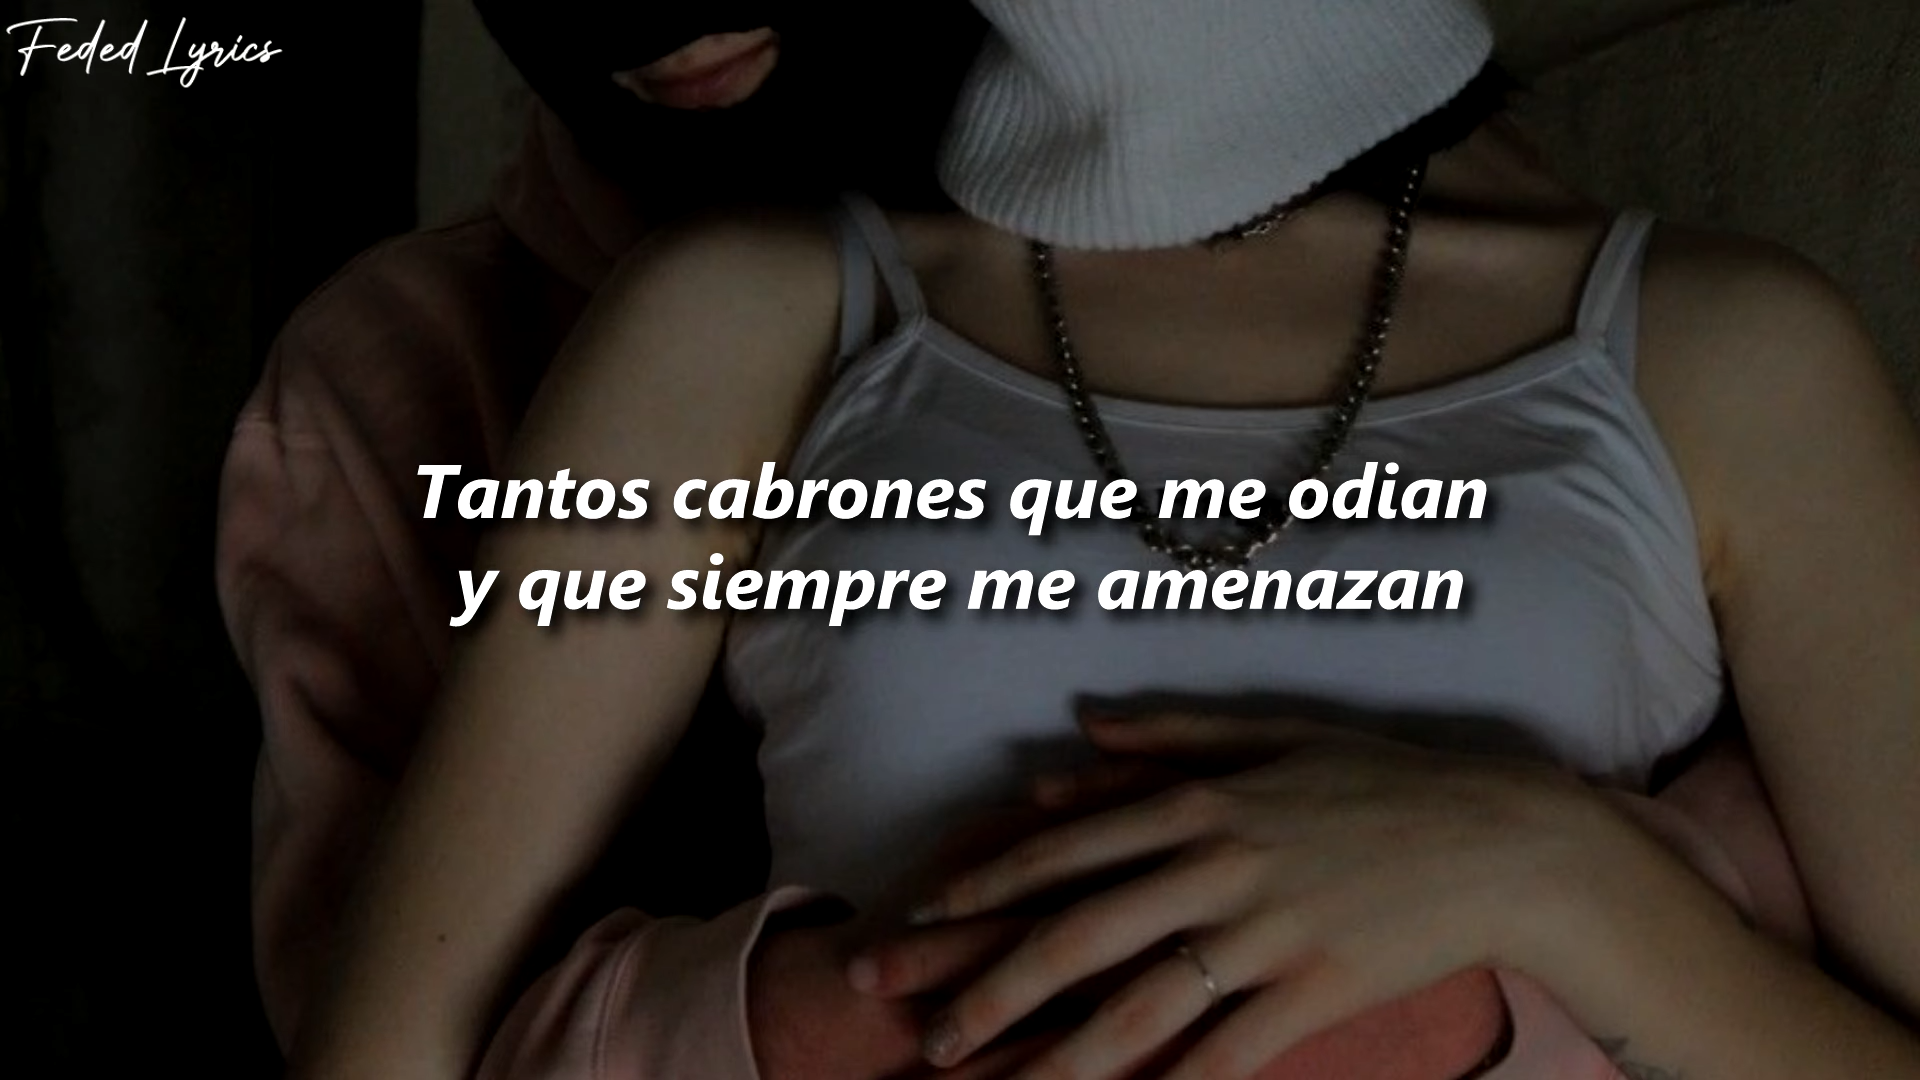 Feded Lyrics
Tantos cabrones que me odian
y que siempre me amenazan